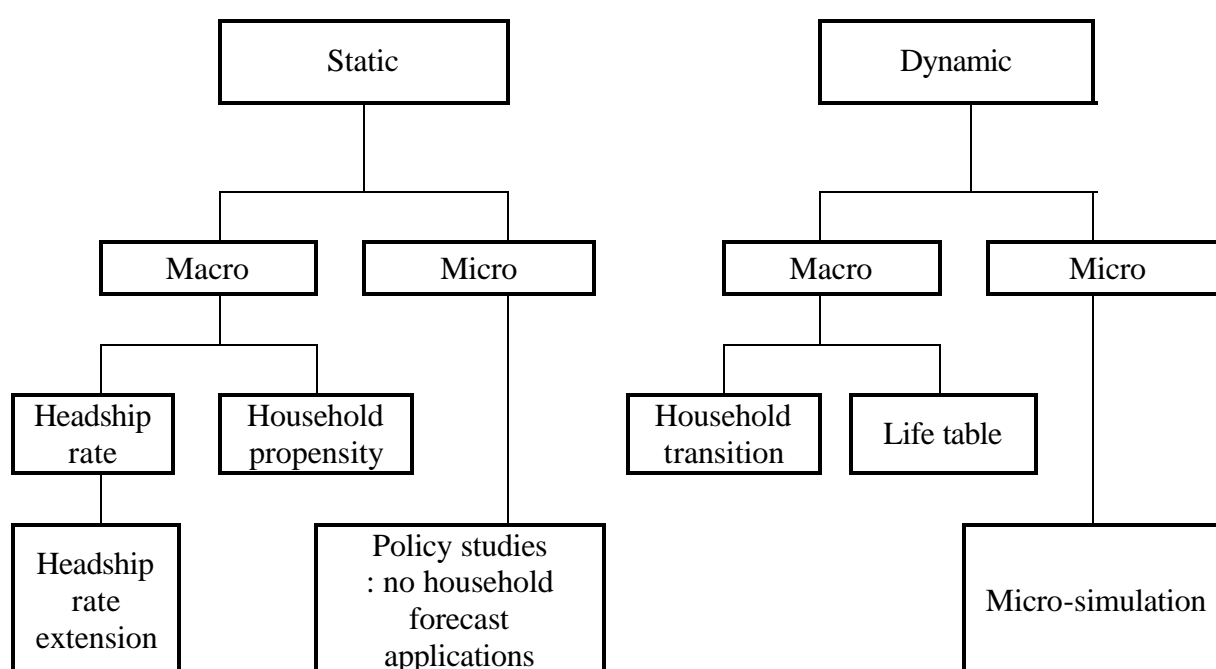 Static
Dynamic
Macro
Micro
Macro
Micro
Headship
rate
Household
propensity
Household
transition
Life table
Headship
rate
extension
Policy studies
: no household
forecast
applications
Micro-simulation